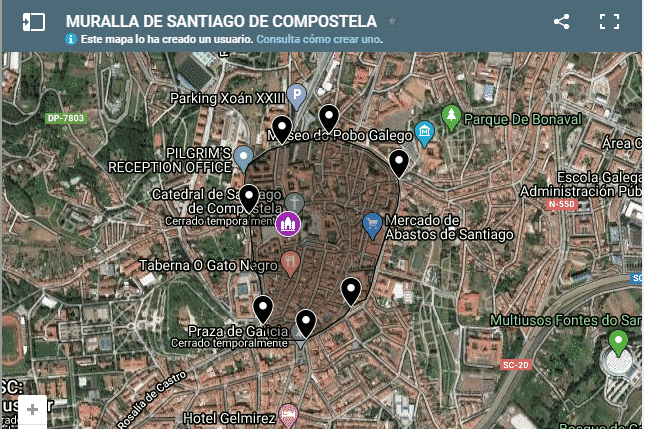 MURALLA DE SANTIAGO DE COMPOSTELA
Este mapa lo ha creado un usuario. Consulta cómo crear uno.
Parking Xoán XXIII
DP-7803
Museo do Pobo Galego
Parque De Bonaval
PILGRIM'S
RECEPTION OFFICE
Área C
Escola Galega
Administración Púb
N-550
Catedral de Santiago
de Compostela
Cerrado temporalmente
Mercado de
Abastos de Santiago
Taberna O Gato Negro
SC
Praza de Galicia
Cerrado temporalmente
Multiusos Fontes do Sar
SC-20
SC:
Rosalía de Castro
Hotel Gelmirez